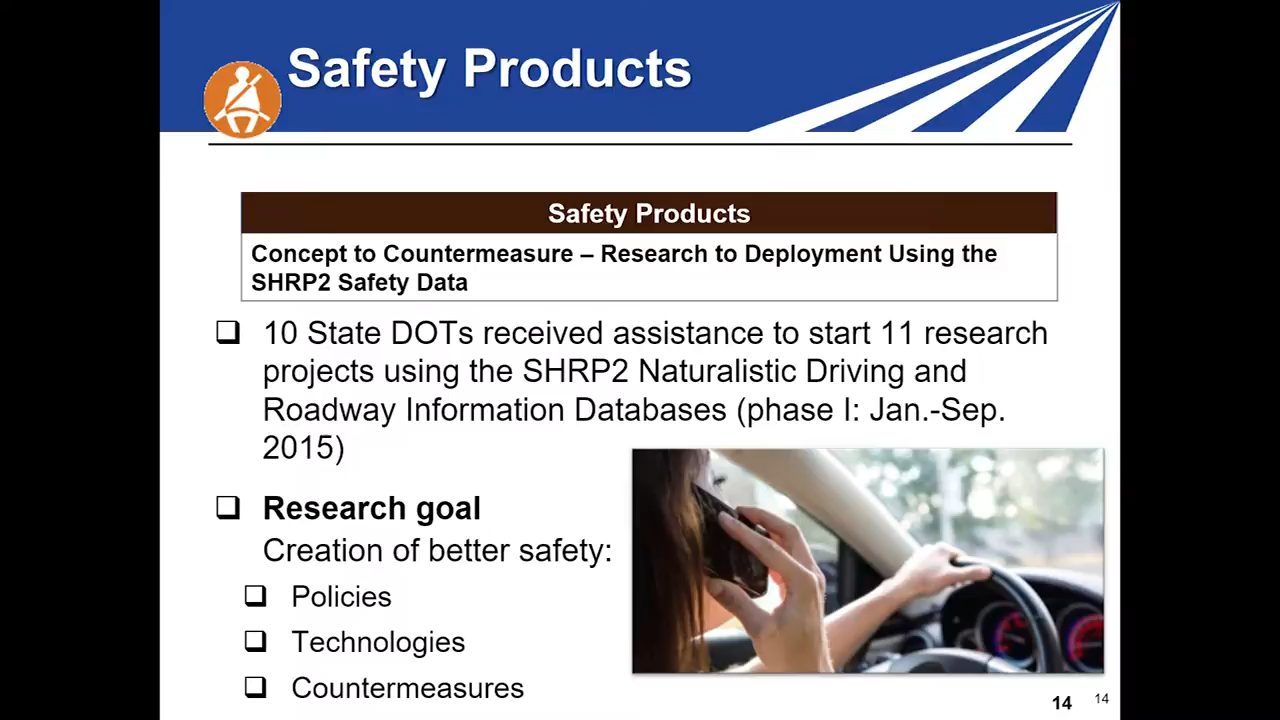 Safety Products
Safety Products
Concept to Countermeasure – Research to Deployment Using the
SHRP2 Safety Data
10 State DOTs received assistance to start 11 research
projects using the SHRP2 Naturalistic Driving and
Roadway Information Databases (phase I: Jan.-Sep.
2015)
Research goal
Creation of better safety:
Policies
Technologies
Countermeasures
14
14